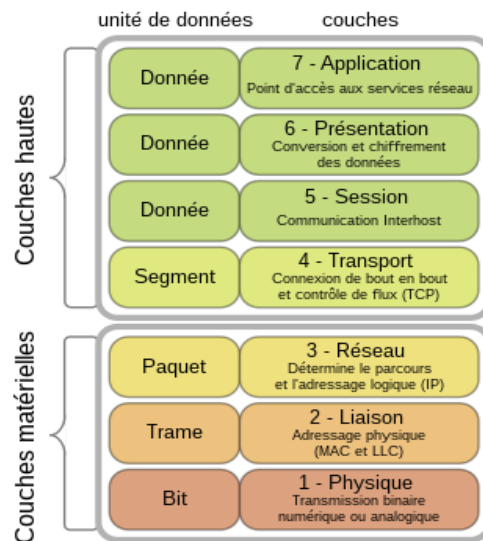 unité de données
couches
Couches hautes
Donnée
7 - Application
Point d'accès aux services réseau
Donnée
6 - Présentation
Conversion et chiffrement
des données
Donnée
5 - Session
Communication Interhost
Segment
4 - Transport
Connexion de bout en bout
et contrôle de flux (TCP)
Couches matérielles
Paquet
3 - Réseau
Détermine le parcours
et l'adressage logique (IP)
Trame
2 - Liaison
Adressage physique
(MAC et LLC)
Bit
1 - Physique
Transmission binaire
numérique ou analogique